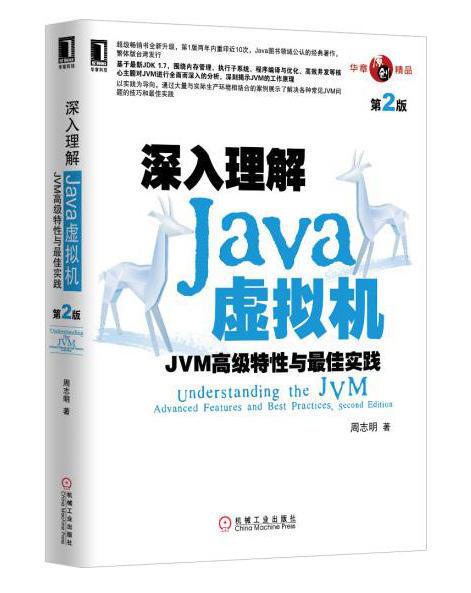 华章科技
超级畅销书全新升级，第1版两年内重印近10次，Java图书领域公认的经典著作，
繁体版台湾发行
基于最新JDK 1.7，围绕内存管理、执行子系统、程序编译与优化、高效并发等核
心主题对JVM进行全面而深入的分析，深刻揭示JVM的工作原理
以实践为导向，通过大量与实际生产环境相结合的案例展示了解决各种常见JVM问
题的技巧和最佳实践
华章原创精品
第2版
深入理解
Java
虚拟机
JVM高级特性与最佳实践
Understanding the JVM
Advanced Features and Best Practices, Second Edition
周志明 著
机械工业出版社
China Machine Press
华章科技
深入理解Java虚拟机
JVM高级特性与最佳实践
第2版
Understanding
the
JVM
周志明 著
机械工业出版社
China Machine Press